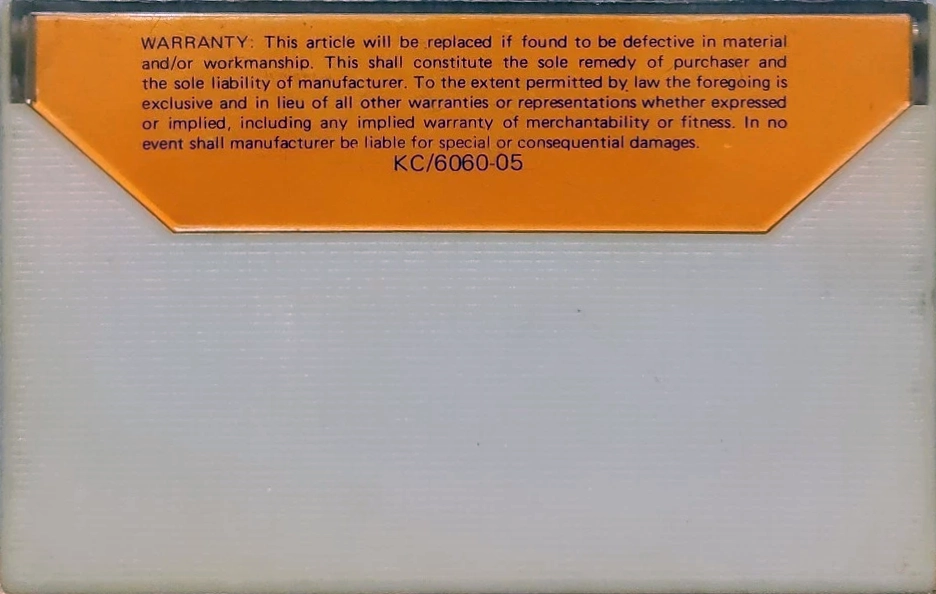 WARRANTY: This article will be replaced if found to be defective in material
and/or workmanship. This shall constitute the sole remedy of purchaser and
the sole liability of manufacturer. To the extent permitted by law the foregoing is
exclusive and in lieu of all other warranties or representations whether expressed
or implied, including any implied warranty of merchantability or fitness. In no
event shall manufacturer be liable for special or consequential damages.
KC/6060-05